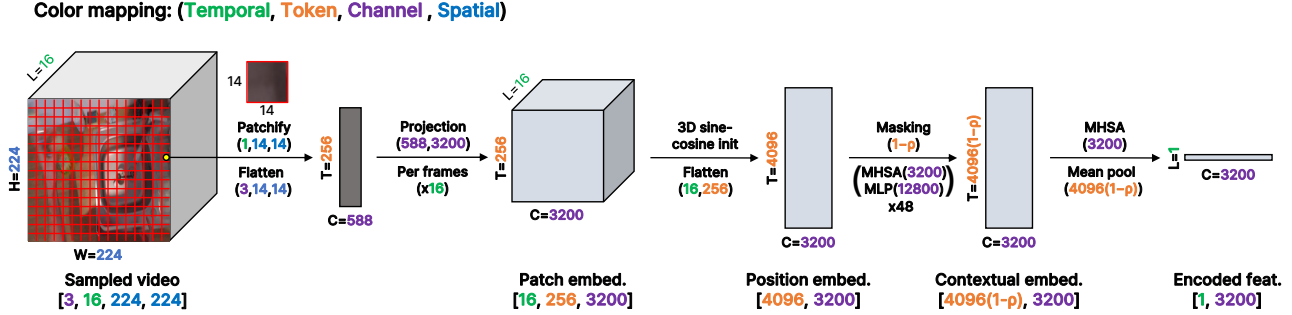 Color mapping: (Temporal, Token, Channel , Spatial)
L=16
H=224
W=224
14
14
Patchify
(1,14,14)
Flatten
(3,14,14)
T=256
C=588
Projection
(588,3200)
Per frames
(x16)
L=16
T=256
C=3200
3D sine-
cosine init
Flatten
(16,256)
T=4096
C=3200
Masking
(1-ρ)
(MHSA(3200)
MLP(12800))
x48
T=4096(1-ρ)
C=3200
MHSA
(3200)
Mean pool
(4096(1-ρ))
L=1
C=3200
Sampled video
[3, 16, 224, 224]
Patch embed.
[16, 256, 3200]
Position embed.
[4096, 3200]
Contextual embed.
[4096(1-ρ), 3200]
Encoded feat.
[1, 3200]